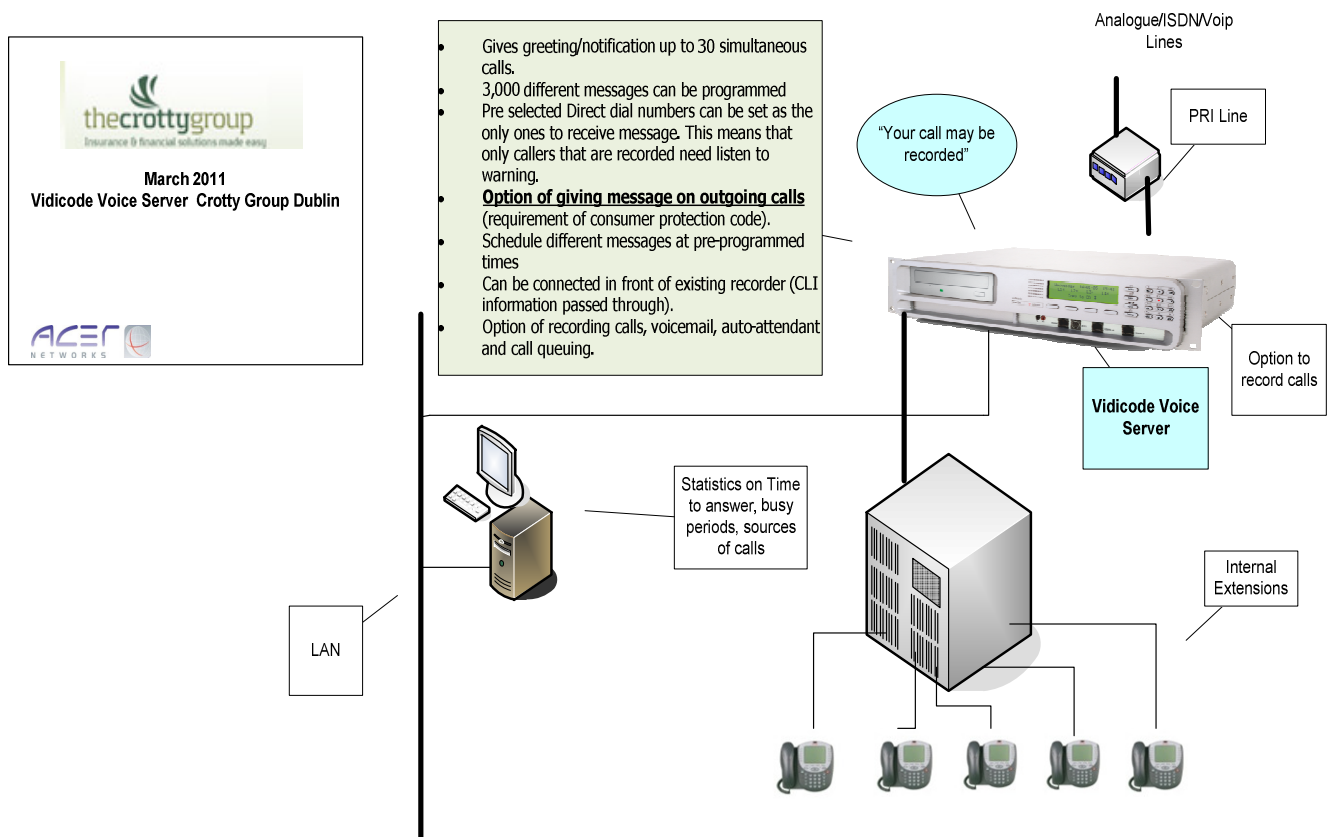 thecrottygroup
Insurance & financial solutions made easy
March 2011
Vidicode Voice Server Crotty Group Dublin
ACER
NETWORKS
• Gives greeting/notification up to 30 simultaneous
calls.
• 3,000 different messages can be programmed
• Pre selected Direct dial numbers can be set as the
only ones to receive message. This means that
only callers that are recorded need listen to
warning.
• Option of giving message on outgoing calls
(requirement of consumer protection code).
• Schedule different messages at pre-programmed
times
• Can be connected in front of existing recorder (CLI
information passed through).
• Option of recording calls, voicemail, auto-attendant
and call queuing.
Analogue/ISDN/Voip
Lines
PRI Line
“Your call may be
recorded”
Option to
record calls
Vidicode Voice
Server
Statistics on Time
to answer, busy
periods, sources
of calls
Internal
Extensions
LAN